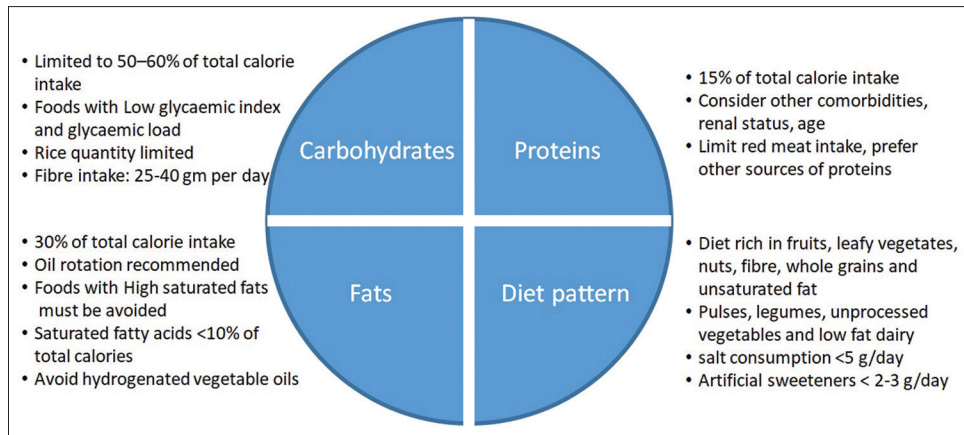 • Limited to 50–60% of total calorie
intake
• Foods with Low glycaemic index
and glycaemic load
• Rice quantity limited
• Fibre intake: 25-40 gm per day
Carbohydrates
Proteins
• 15% of total calorie intake
• Consider other comorbidities,
renal status, age
• Limit red meat intake, prefer
other sources of proteins
• 30% of total calorie intake
• Oil rotation recommended
• Foods with High saturated fats
must be avoided
• Saturated fatty acids <10% of
total calories
• Avoid hydrogenated vegetable oils
Fats
Diet pattern
• Diet rich in fruits, leafy vegetates,
nuts, fibre, whole grains and
unsaturated fat
• Pulses, legumes, unprocessed
vegetables and low fat dairy
• salt consumption <5 g/day
• Artificial sweeteners < 2-3 g/day